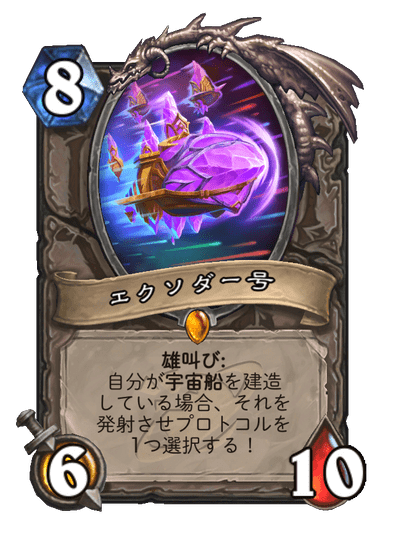 8
エクソダー号
雄叫び:
自分が宇宙船を建造
している場合、それを
発射させプロトコルを
1つ選択する!
6
10